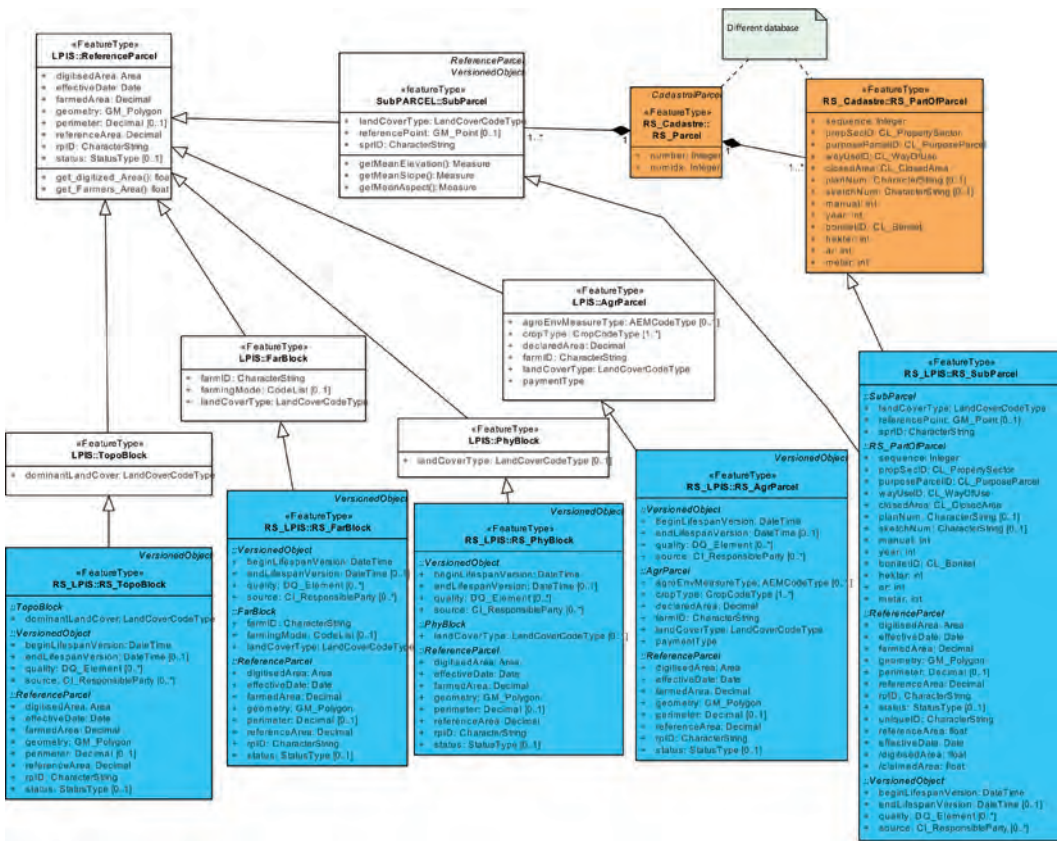 «FeatureType»
LPIS::ReferenceParcel
+ digitisedArea: Area
+ effectiveDate: Date
+ farmedArea: Decimal
+ geometry: GM_Polygon
+ perimeter: Decimal [0..1]
+ referenceArea: Decimal
+ rpID: CharacterString
+ status: StatusType [0..1]
+ get_digitized_Area(): float
+ get_Farmers_Area(): float
ReferenceParcel
VersionedObject
«featureType»
SubPARCEL::SubParcel
+ landCoverType: LandCoverCodeType
+ referencePoint: GM_Point [0..1]
+ sprID: CharacterString
+ getMeanElevation(): Measure
+ getMeanSlope(): Measure
+ getMeanAspect(): Measure
1..*
1
CadastralParcel
«FeatureType»
RS_Cadastre::
RS_Parcel
+ number: Integer
+ numidx: Integer
1
1..*
Different database
«FeatureType»
RS_Cadastre::RS_PartOfParcel
+ sequence: Integer
+ propSecID: CL_PropertySector
+ purposeParcelID: CL_PurposeParcel
+ wayUseID: CL_WayOfUse
+ closedArea: CL_ClosedArea
+ planNum: CharacterString [0..1]
+ sketchNum: CharacterString [0..1]
+ manual: int
+ year: int
+ bonitetID: CL_Bonitet
+ hektar: int
+ ar: int
+ metar: int
«FeatureType»
LPIS::AgrParcel
+ agroEnvMeasureType: AEMCodeType [0..*]
+ cropType: CropCodeType [1..*]
+ declaredArea: Decimal
+ farmID: CharacterString
+ landCoverType: LandCoverCodeType
+ paymentType
«FeatureType»
LPIS::FarBlock
+ farmID: CharacterString
+ farmingMode: CodeList [0..1]
+ landCoverType: LandCoverCodeType
«FeatureType»
LPIS::PhyBlock
+ landCoverType: LandCoverCodeType [0..1]
«FeatureType»
LPIS::TopoBlock
+ dominantLandCover: LandCoverCodeType
VersionedObject
«FeatureType»
RS_LPIS::RS_TopoBlock
::TopoBlock
+ dominantLandCover: LandCoverCodeType
::VersionedObject
+ beginLifespanVersion: DateTime
+ endLifespanVersion: DateTime [0..1]
+ quality: DQ_Element [0..*]
+ source: CI_ResponsibleParty [0..*]
::ReferenceParcel
+ digitisedArea: Area
+ effectiveDate: Date
+ farmedArea: Decimal
+ geometry: GM_Polygon
+ perimeter: Decimal [0..1]
+ referenceArea: Decimal
+ rpID: CharacterString
+ status: StatusType [0..1]
VersionedObject
«FeatureType»
RS_LPIS::RS_FarBlock
::VersionedObject
+ beginLifespanVersion: DateTime
+ endLifespanVersion: DateTime [0..1]
+ quality: DQ_Element [0..*]
+ source: CI_ResponsibleParty [0..*]
::FarBlock
+ farmID: CharacterString
+ farmingMode: CodeList [0..1]
+ landCoverType: LandCoverCodeType
::ReferenceParcel
+ digitisedArea: Area
+ effectiveDate: Date
+ farmedArea: Decimal
+ geometry: GM_Polygon
+ perimeter: Decimal [0..1]
+ referenceArea: Decimal
+ rpID: CharacterString
+ status: StatusType [0..1]
VersionedObject
«FeatureType»
RS_LPIS::RS_PhyBlock
::VersionedObject
+ beginLifespanVersion: DateTime
+ endLifespanVersion: DateTime [0..1]
+ quality: DQ_Element [0..*]
+ source: CI_ResponsibleParty [0..*]
::PhyBlock
+ landCoverType: LandCoverCodeType [0..1]
::ReferenceParcel
+ digitisedArea: Area
+ effectiveDate: Date
+ farmedArea: Decimal
+ geometry: GM_Polygon
+ perimeter: Decimal [0..1]
+ referenceArea: Decimal
+ rpID: CharacterString
+ status: StatusType [0..1]
VersionedObject
«FeatureType»
RS_LPIS::RS_AgrParcel
::VersionedObject
+ beginLifespanVersion: DateTime
+ endLifespanVersion: DateTime [0..1]
+ quality: DQ_Element [0..*]
+ source: CI_ResponsibleParty [0..*]
::AgrParcel
+ agroEnvMeasureType: AEMCodeType [0..*]
+ cropType: CropCodeType [1..*]
+ declaredArea: Decimal
+ farmID: CharacterString
+ landCoverType: LandCoverCodeType
+ paymentType
::ReferenceParcel
+ digitisedArea: Area
+ effectiveDate: Date
+ farmedArea: Decimal
+ geometry: GM_Polygon
+ perimeter: Decimal [0..1]
+ referenceArea: Decimal
+ rpID: CharacterString
+ status: StatusType [0..1]
«FeatureType»
RS_LPIS::RS_SubParcel
::SubParcel
+ landCoverType: LandCoverCodeType
+ referencePoint: GM_Point [0..1]
+ sprID: CharacterString
::RS_PartOfParcel
+ sequence: Integer
+ propSecID: CL_PropertySector
+ purposeParcelID: CL_PurposeParcel
+ wayUseID: CL_WayOfUse
+ closedArea: CL_ClosedArea
+ planNum: CharacterString [0..1]
+ sketchNum: CharacterString [0..1]
+ manual: int
+ year: int
+ bonitetID: CL_Bonitet
+ hektar: int
+ ar: int
+ metar: int
::ReferenceParcel
+ digitisedArea: Area
+ effectiveDate: Date
+ farmedArea: Decimal
+ geometry: GM_Polygon
+ perimeter: Decimal [0..1]
+ referenceArea: Decimal
+ rpID: CharacterString
+ status: StatusType [0..1]
+ uniqueID: CharacterString
+ referenceArea: float
+ effectiveDate: Date
+ /digitisedArea: float
+ /claimedArea: float
::VersionedObject
+ beginLifespanVersion: DateTime
+ endLifespanVersion: DateTime [0..1]
+ quality: DQ_Element [0..*]
+ source: CI_ResponsibleParty [0..*]